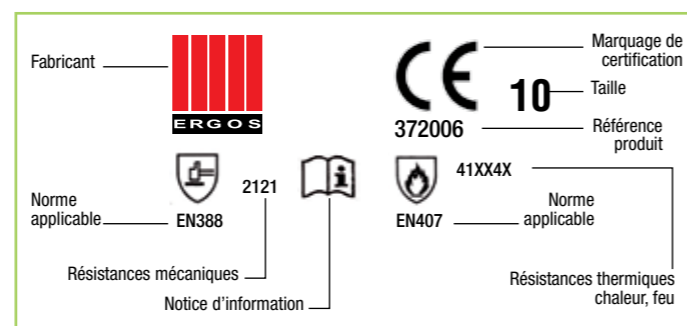 Fabricant
ERGOS
CE
Marquage de
certification
10
Taille
372006
Référence
produit
2121
i
41XX4X
Norme
applicable
EN388
EN407
Norme
applicable
Résistances mécaniques
Notice d'information
Résistances thermiques
chaleur, feu